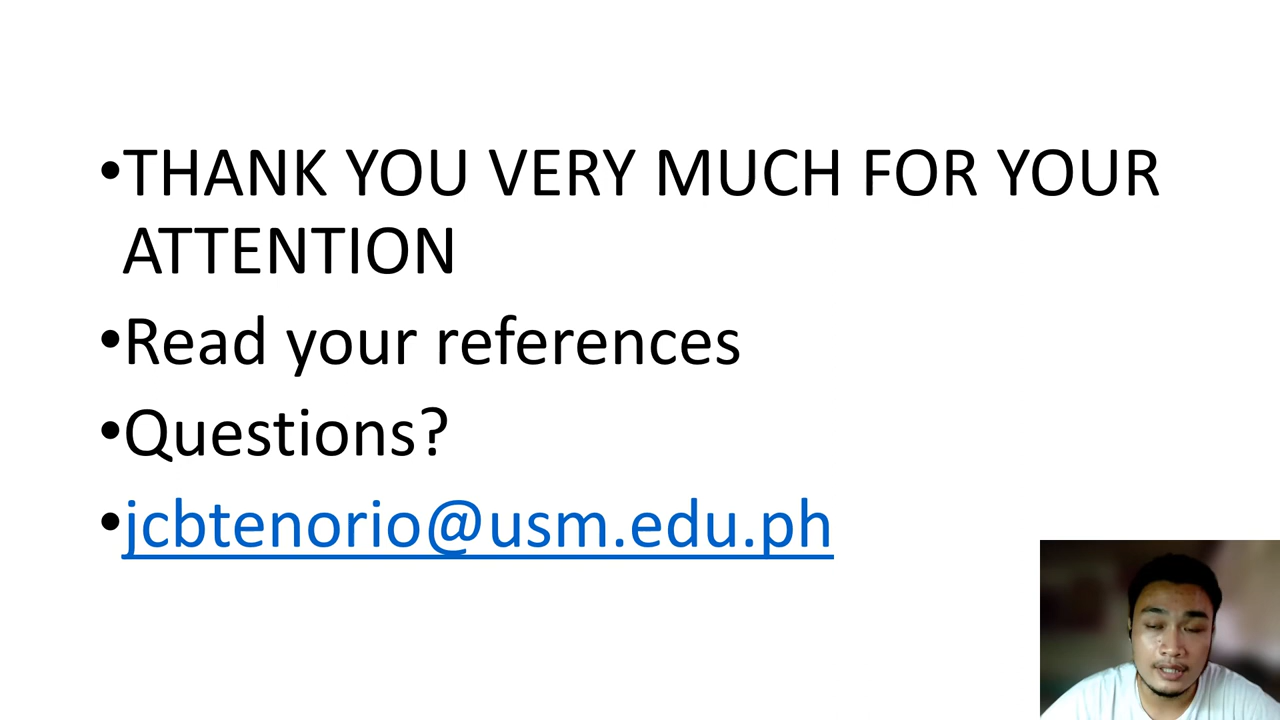 •THANK YOU VERY MUCH FOR YOUR
ATTENTION
•Read your references
•Questions?
•jcbtenorio@usm.edu.ph